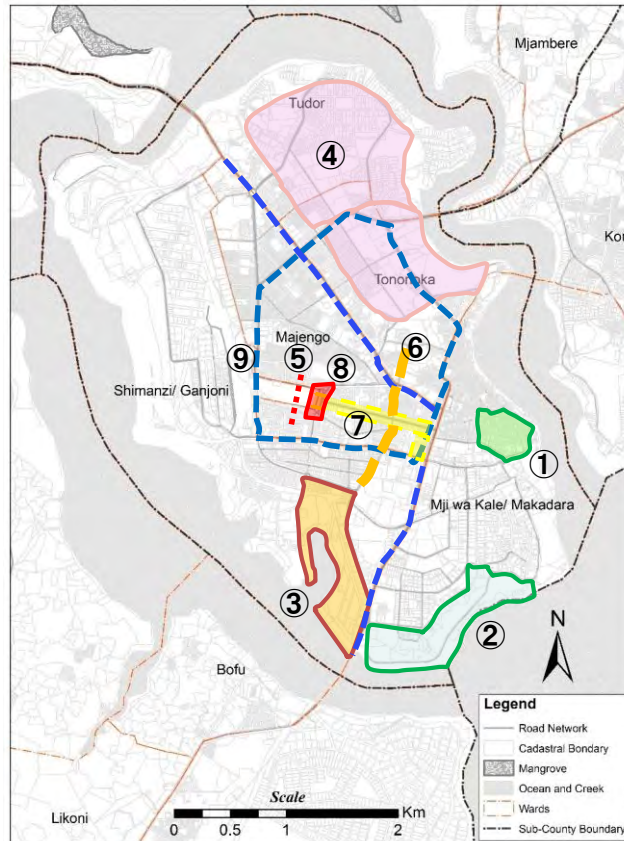 Mjambere
Tudor
④
Kor
Tononoka
Majengo
⑥
⑨
⑤
⑧
Shimanzi/ Ganjoni
⑦
①
Mji wa Kale/ Makadara
③
②
N
Bofu
Legend
Road Network
Cadastral Bondary
Mangrove
Ocean and Creek
Wards
Sub-County Boundary
Scale
Km
0 0.5 1 2
Likoni